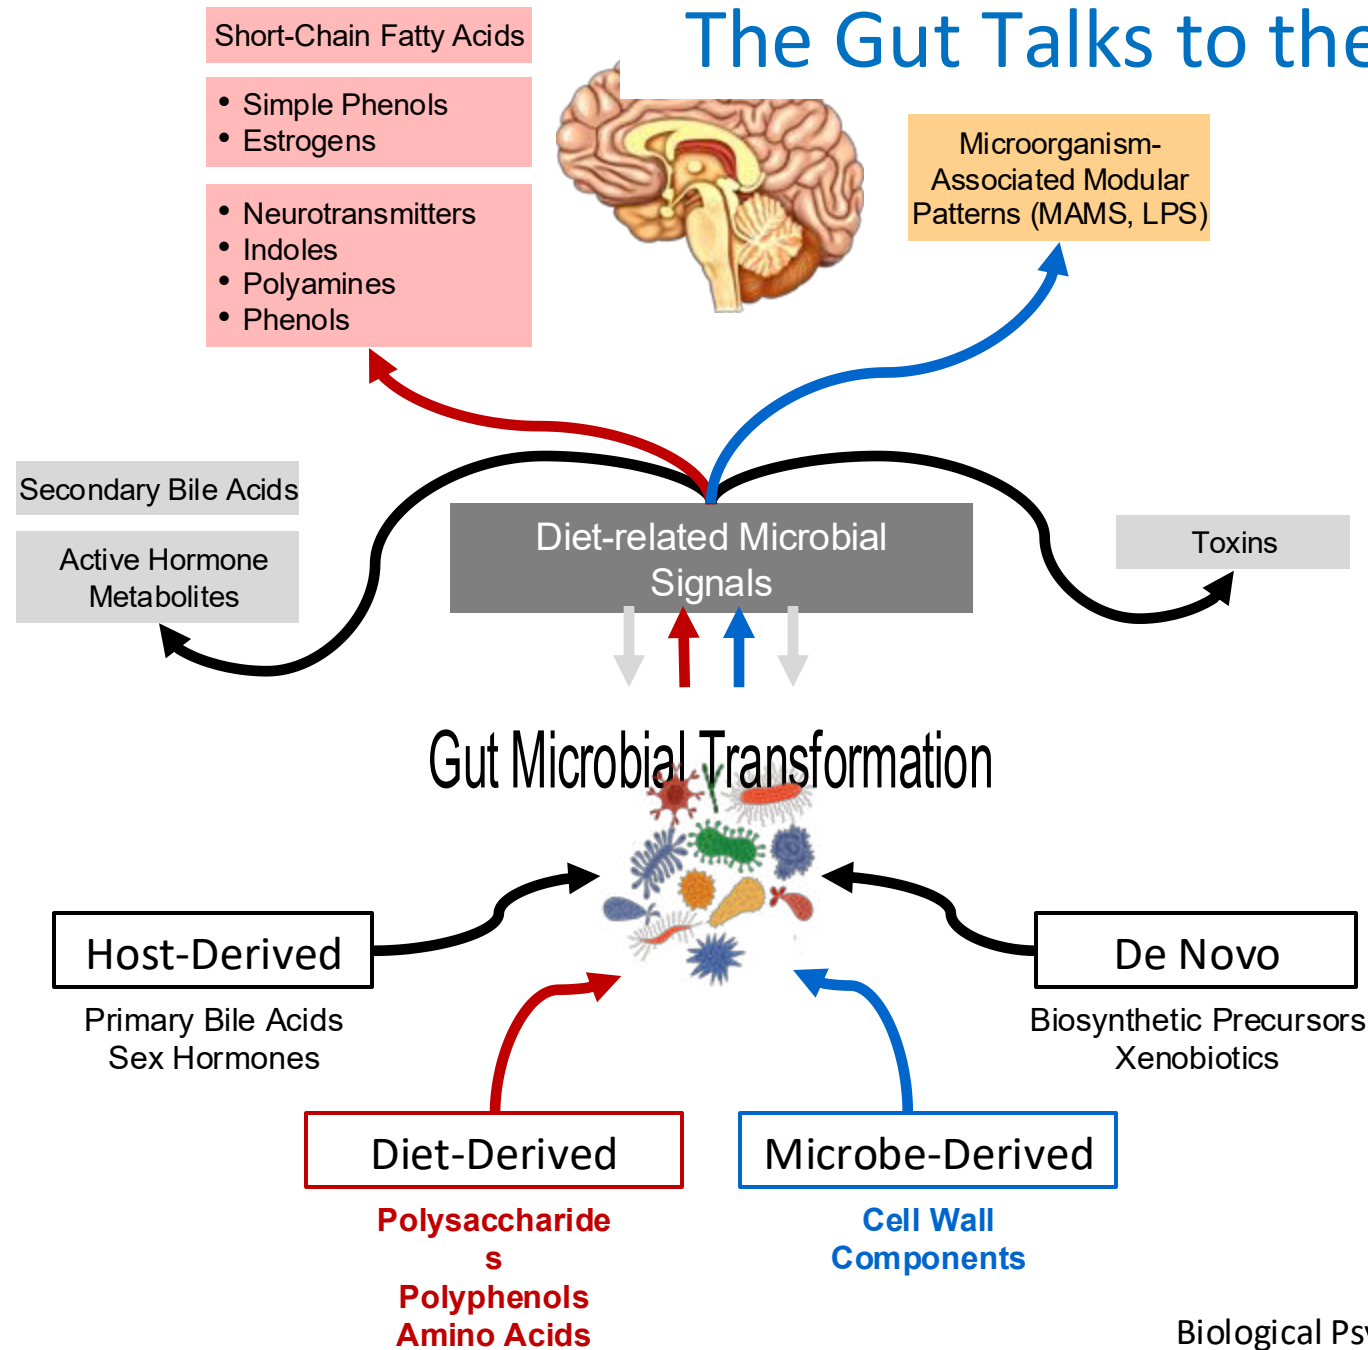 The Gut Talks to the
Short-Chain Fatty Acids
• Simple Phenols
• Estrogens
• Neurotransmitters
• Indoles
• Polyamines
• Phenols
Microorganism-
Associated Modular
Patterns (MAMS, LPS)
Secondary Bile Acids
Active Hormone
Metabolites
Diet-related Microbial
Signals
Toxins
Gut Microbial Transformation
Host-Derived
Primary Bile Acids
Sex Hormones
De Novo
Biosynthetic Precursors
Xenobiotics
Diet-Derived
Polysaccharide
s
Polyphenols
Amino Acids
Microbe-Derived
Cell Wall
Components
Biological